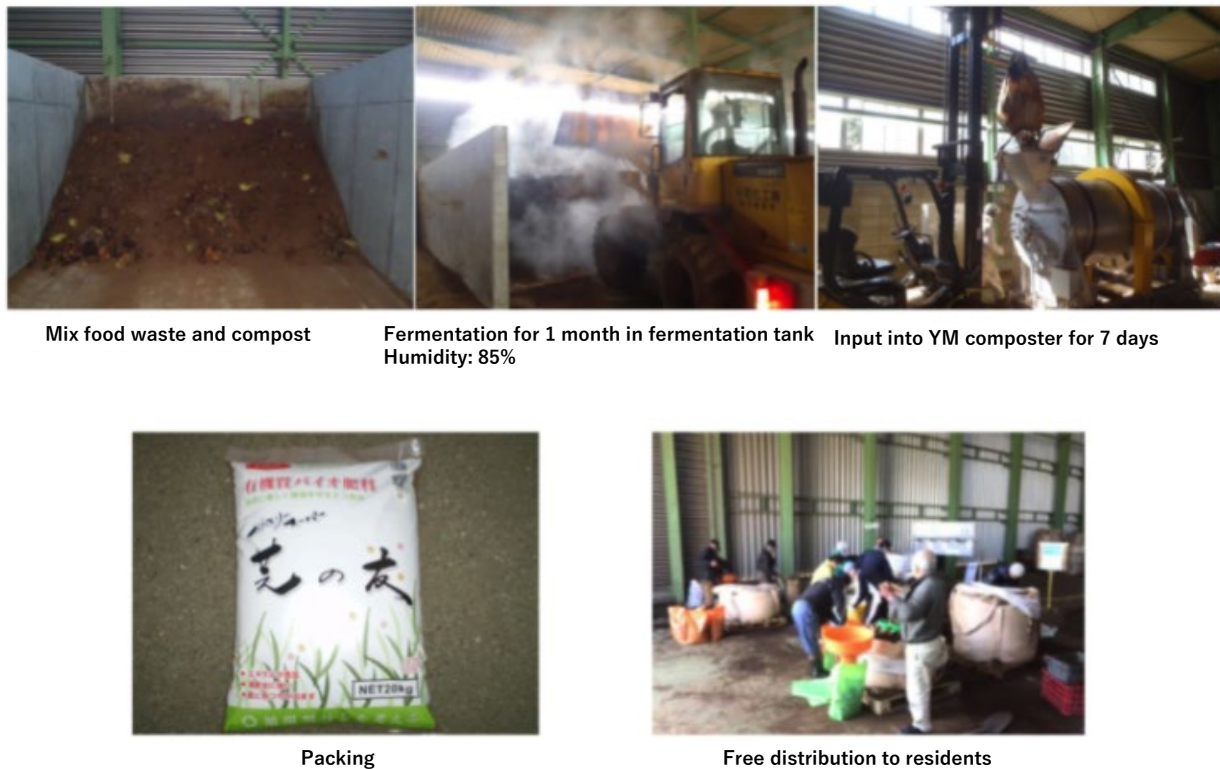 Mix food waste and compost
Fermentation for 1 month in fermentation tank
Humidity: 85%
Input into YM composter for 7 days
有機質バイオ肥料
の友
NET20kg
Packing
Free distribution to residents